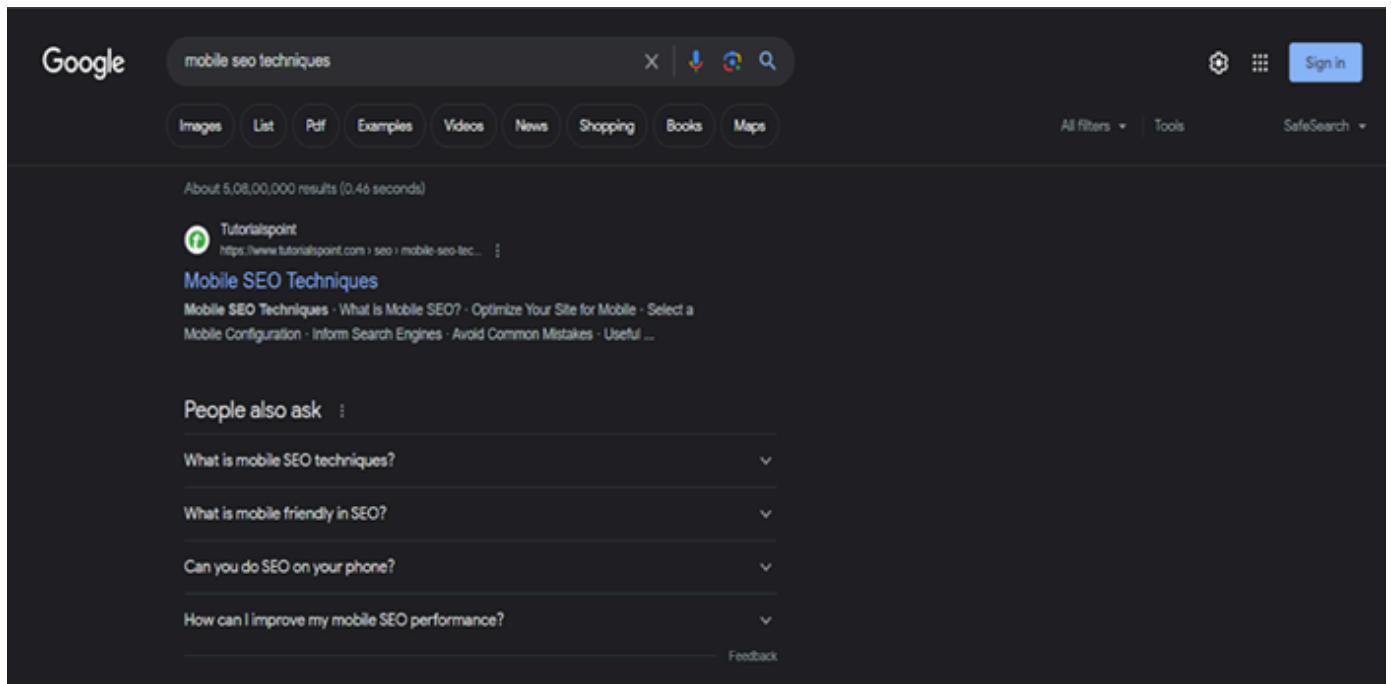 Google
mobile seo techniques
Sign in
Images List Pdf Examples Videos News Shopping Books Maps
All filters Tools SafeSearch
About 5,08,00,000 results (0.46 seconds)
Tutorialspoint
https://www.tutorialspoint.com › seo › mobile-seo-tec...
Mobile SEO Techniques
Mobile SEO Techniques · What is Mobile SEO? · Optimize Your Site for Mobile · Select a
Mobile Configuration · Inform Search Engines · Avoid Common Mistakes · Useful ...
People also ask
What is mobile SEO techniques?
What is mobile friendly in SEO?
Can you do SEO on your phone?
How can I improve my mobile SEO performance?
Feedback